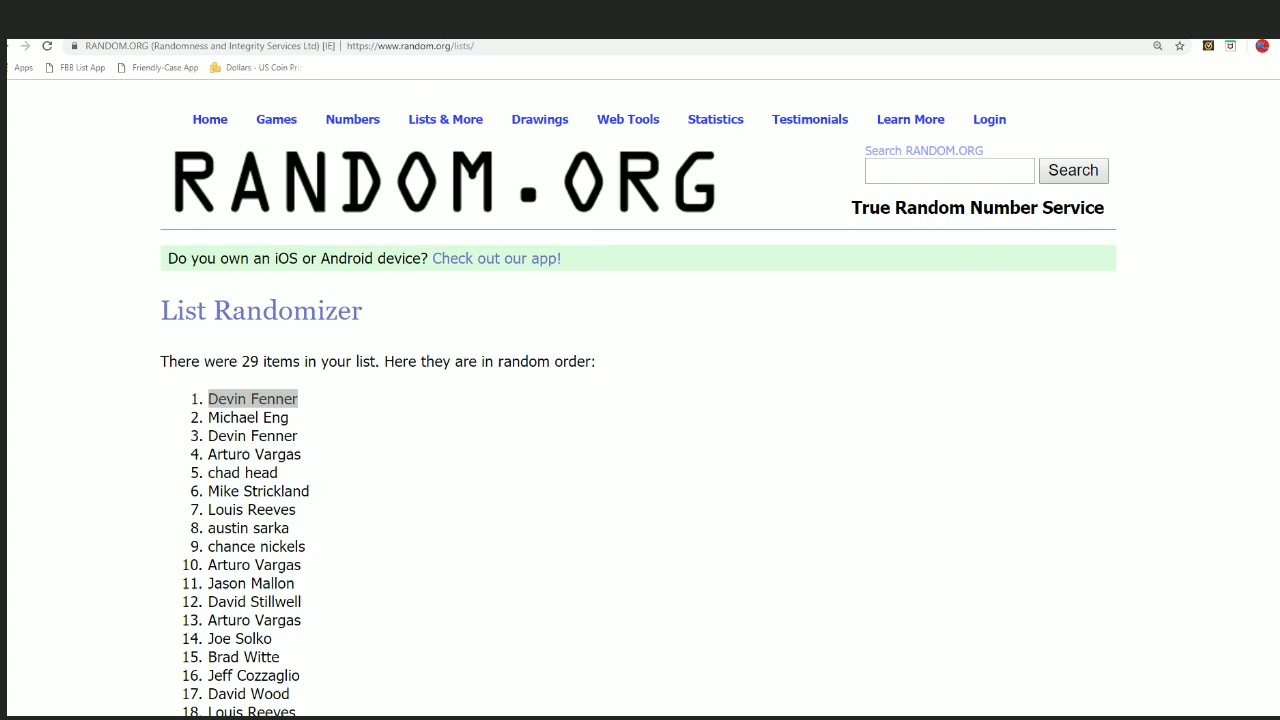 RANDOM.ORG (Randomness and Integrity Services Ltd) [IE] | https://www.random.org/lists/
Apps FBB List App Friendly-Case App Dollars - US Coin Pri
Home Games Numbers Lists & More Drawings Web Tools Statistics Testimonials Learn More Login
RANDOM.ORG
Search RANDOM.ORG
Search
True Random Number Service
Do you own an iOS or Android device? Check out our app!
List Randomizer
There were 29 items in your list. Here they are in random order:
1. Devin Fenner
2. Michael Eng
3. Devin Fenner
4. Arturo Vargas
5. chad head
6. Mike Strickland
7. Louis Reeves
8. austin sarka
9. chance nickels
10. Arturo Vargas
11. Jason Mallon
12. David Stillwell
13. Arturo Vargas
14. Joe Solko
15. Brad Witte
16. Jeff Cozzaglio
17. David Wood
18. Louis Reeves